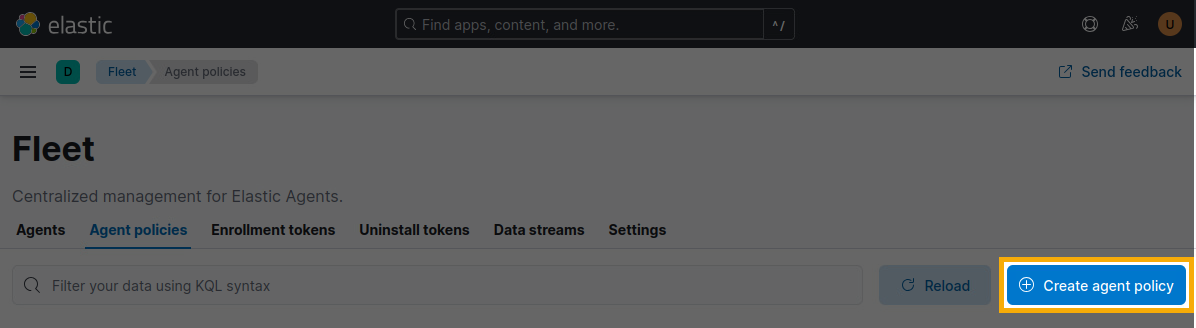 elastic
Find apps, content, and more.
^/
U
D
Fleet
Agent policies
Send feedback
Fleet
Centralized management for Elastic Agents.
Agents
Agent policies
Enrollment tokens
Uninstall tokens
Data streams
Settings
Filter your data using KQL syntax
Reload
Create agent policy